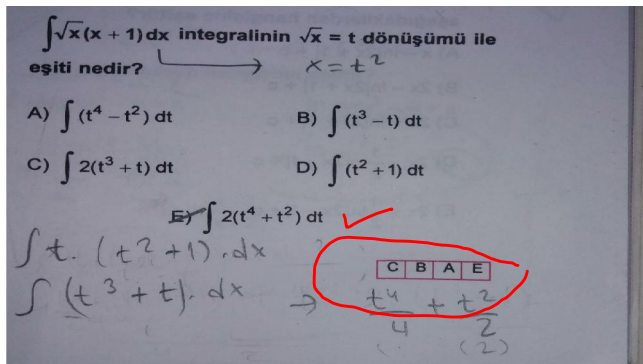 ∫√x(x + 1)dx integralinin √x = t dönüşümü ile
eşiti nedir? → x = t²
A) ∫(t⁴ – t²) dt
B) ∫(t³ – t) dt
C) ∫2(t³ + t) dt
D) ∫(t² + 1) dt
E) ∫2(t⁴ + t²) dt
∫t. (t² + 1).dx
C B A E
∫(t³ + t). dx → t⁴/4 + t²/2
(2)